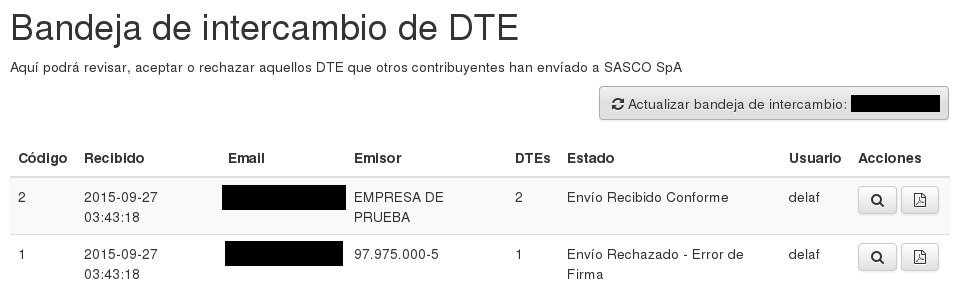 Bandeja de intercambio de DTE
Aquí podrá revisar, aceptar o rechazar aquellos DTE que otros contribuyentes han envíado a SASCO SpA
Actualizar bandeja de intercambio:
Código Recibido Email Emisor DTEs Estado Usuario Acciones
2 2015-09-27 EMPRESA DE 2 Envío Recibido Conforme delaf
03:43:18 PRUEBA
1 2015-09-27 97.975.000-5 1 Envío Rechazado - Error de delaf
03:43:18 Firma